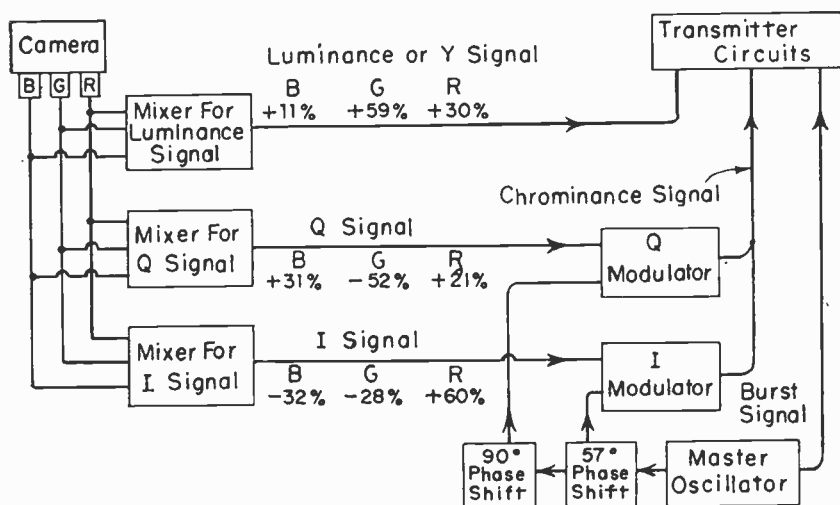 Camera
B G R
Luminance or Y Signal
B G R
+11% +59% +30%
Mixer For
Luminance
Signal
Transmitter
Circuits
Chrominance Signal
Mixer For
Q Signal
Q Signal
B G R
+31% -52% +21%
Q
Modulator
Mixer For
I Signal
I Signal
B G R
-32% -28% +60%
I
Modulator
Burst
Signal
90°
Phase
Shift
57°
Phase
Shift
Master
Oscillator